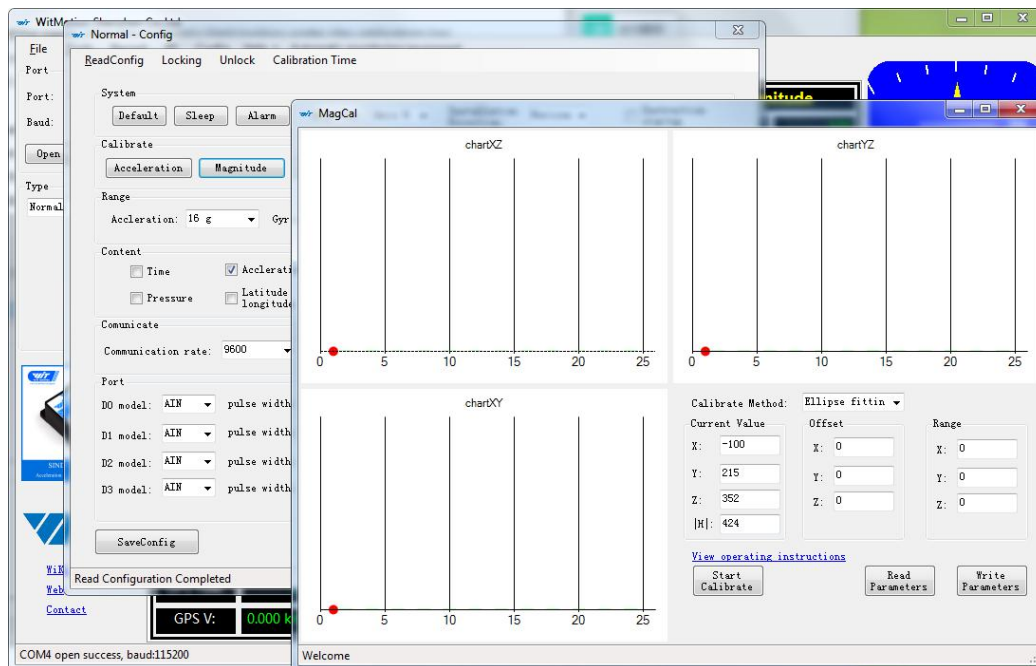 WitMotion Shenzhen Co.,Ltd
File
Port
Port:
Baud:
Open
Type
Normal
Normal - Config
ReadConfig Locking Unlock Calibration Time
System
Default Sleep Alarm
Calibrate
Acceleration Magnitude
Range
Accleration: 16 g Gyr
Content
Time Acclerati
Pressure Latitude longitude
Comunicate
Communication rate: 9600
Port
D0 model: AIN pulse width
D1 model: AIN pulse width
D2 model: AIN pulse width
D3 model: AIN pulse width
SaveConfig
Read Configuration Completed
Contact
GPS V: 0.000 k
COM4 open success, baud:115200
MagCal
chartXZ
0 5 10 15 20 25
chartYZ
0 5 10 15 20 25
chartXY
0 5 10 15 20 25
Calibrate Method: Ellipse fittin
Current Value Offset Range
X: -100 X: 0 X: 0
Y: 215 Y: 0 Y: 0
Z: 352 Z: 0 Z: 0
|H|: 424
View operating instructions
Start Calibrate Read Parameters Write Parameters
Welcome